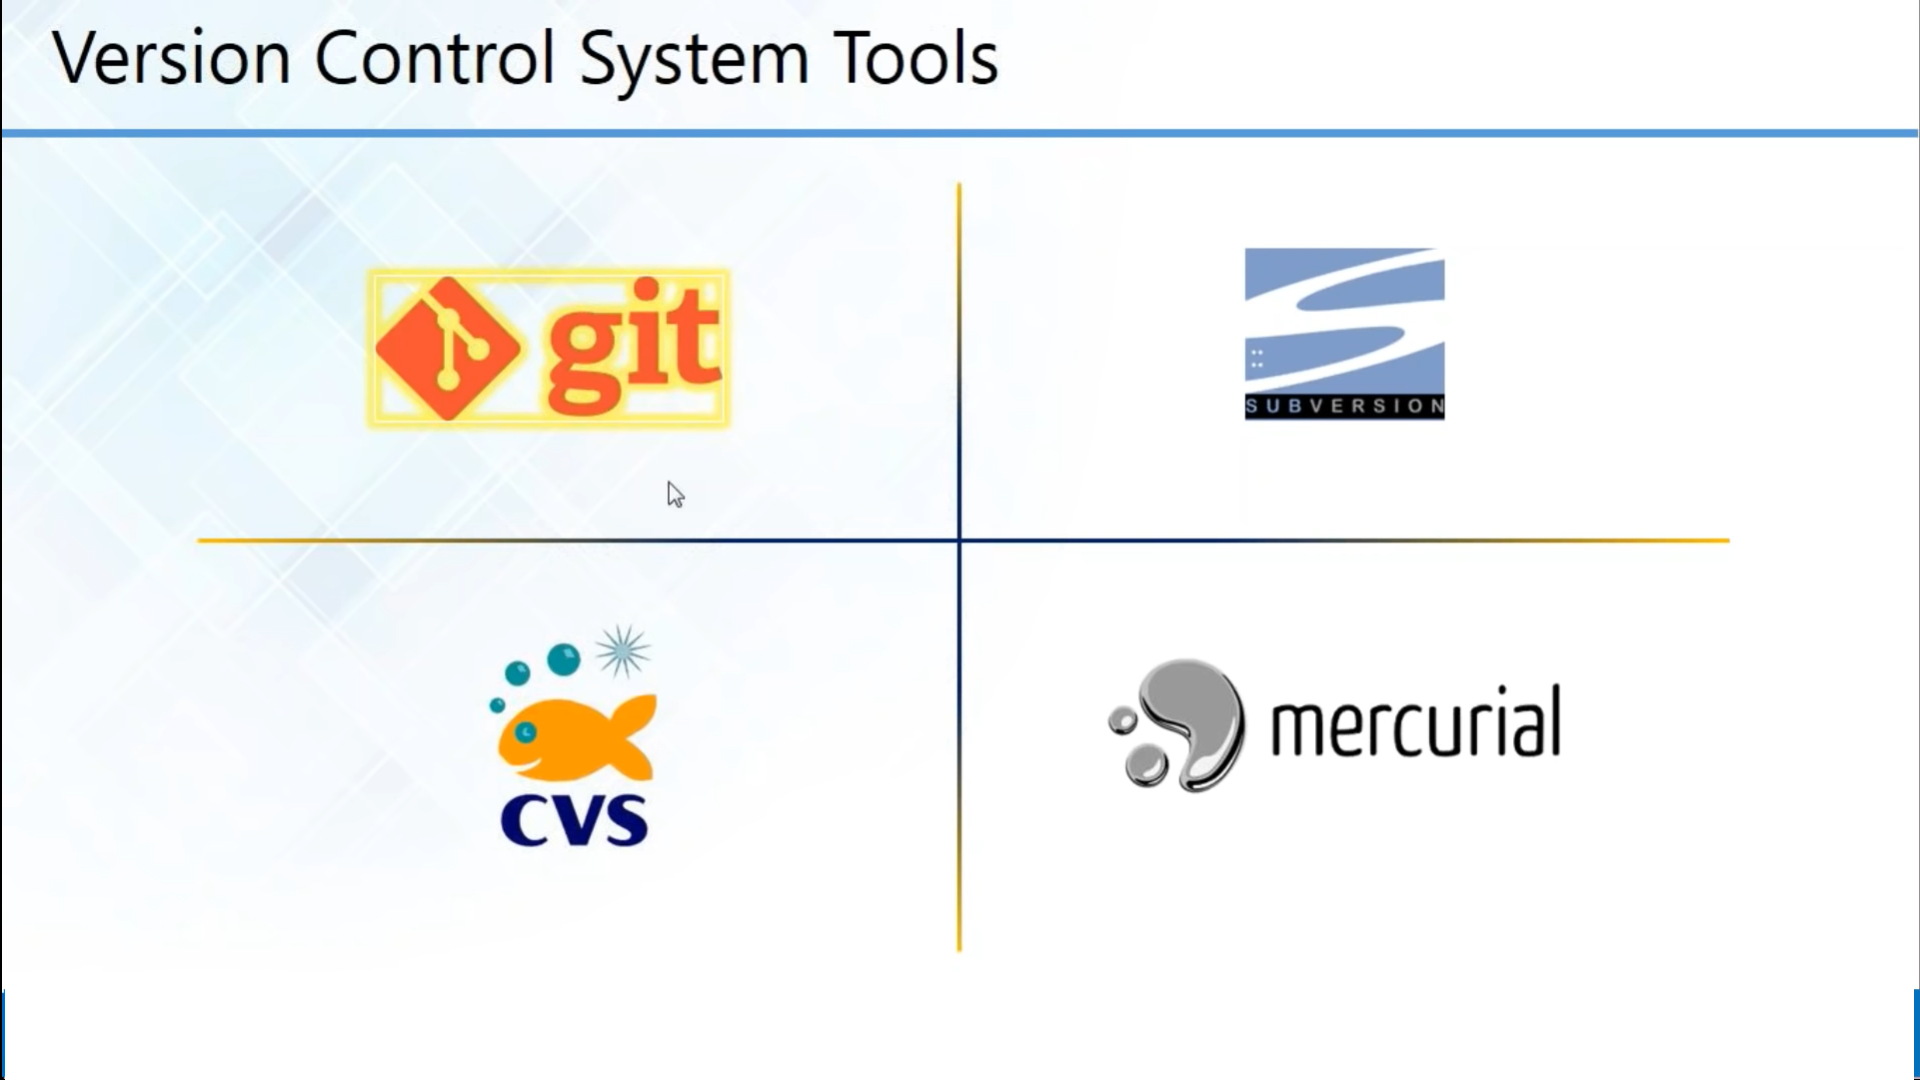 Version Control System Tools
git
SUBVERSION
CVS
mercurial